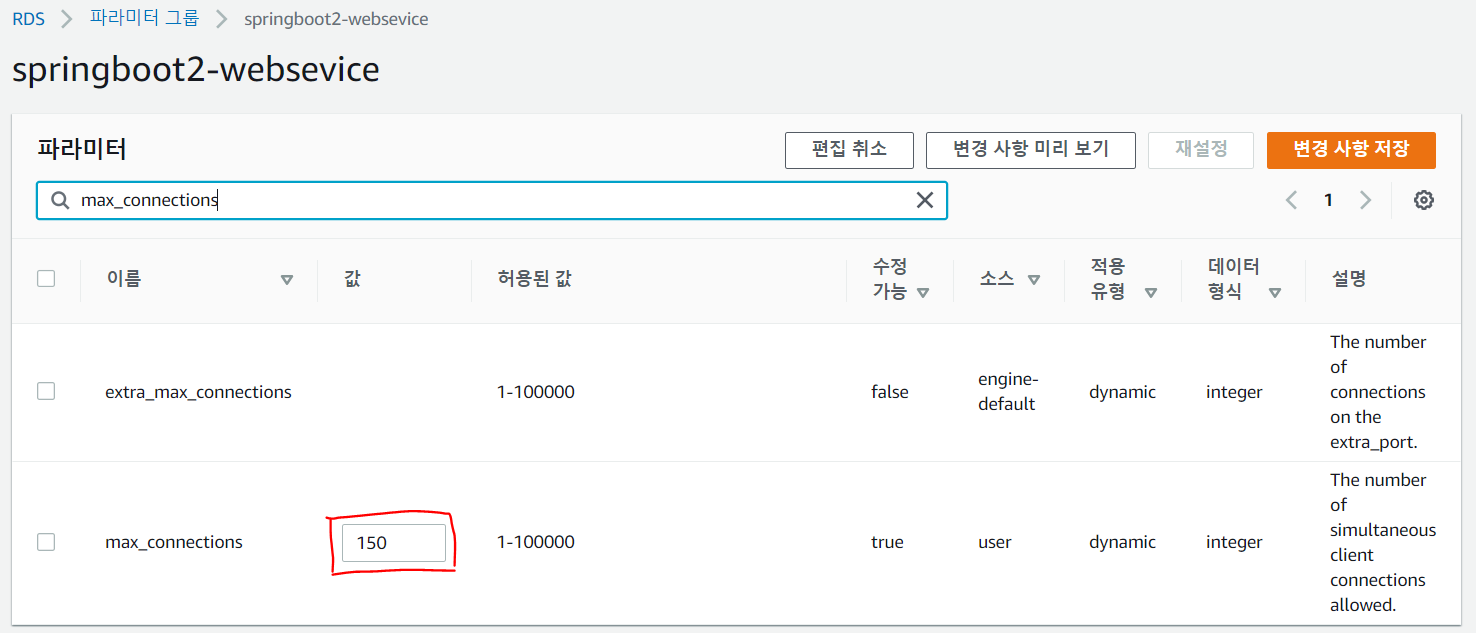 RDS 파라미터 그룹 springboot2-websevice
springboot2-websevice
파라미터
편집 취소 변경 사항 미리 보기 재설정 변경 사항 저장
max_connections
1
이름 값 허용된 값 수정 가능 소스 적용 유형 데이터 형식 설명
extra_max_connections 1-100000 false engine-default dynamic integer The number
of
connections
on the
extra_port.
max_connections 150 1-100000 true user dynamic integer The number
of
simultaneous
client
connections
allowed.